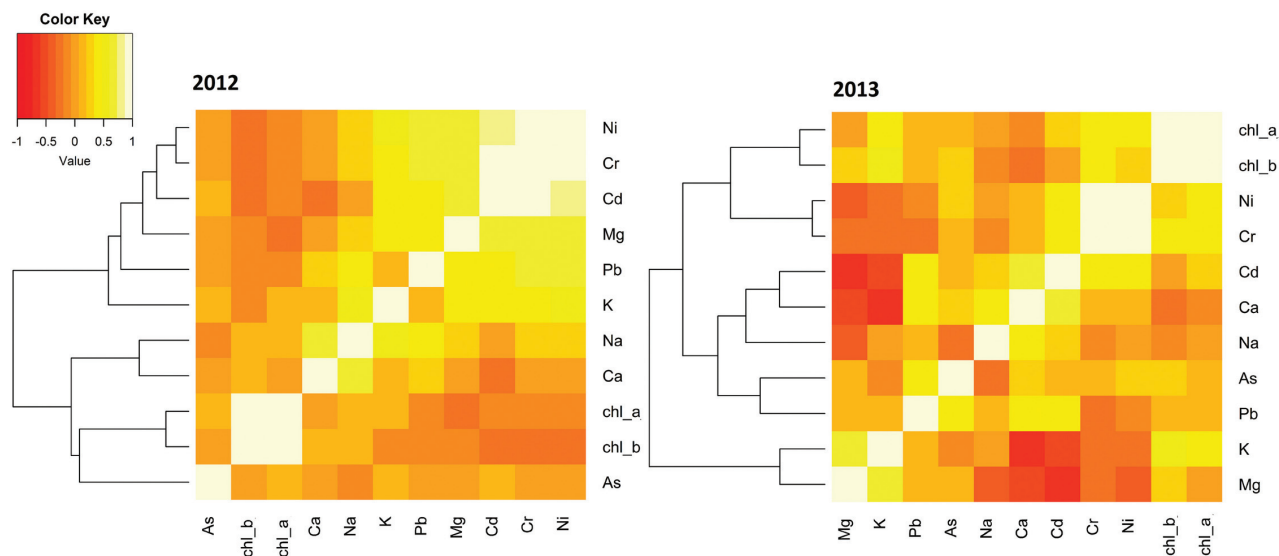 Color Key
-1 -0.5 0 0.5 1
Value
2012
Ni
Cr
Cd
Mg
Pb
K
Na
Ca
chl_a
chl_b
As
As chl_b chl_a Ca Na K Pb Mg Cd Cr Ni
2013
chl_a
chl_b
Ni
Cr
Cd
Ca
Na
As
Pb
K
Mg
Mg K Pb As Na Ca Cd Cr Ni chl_b chl_a